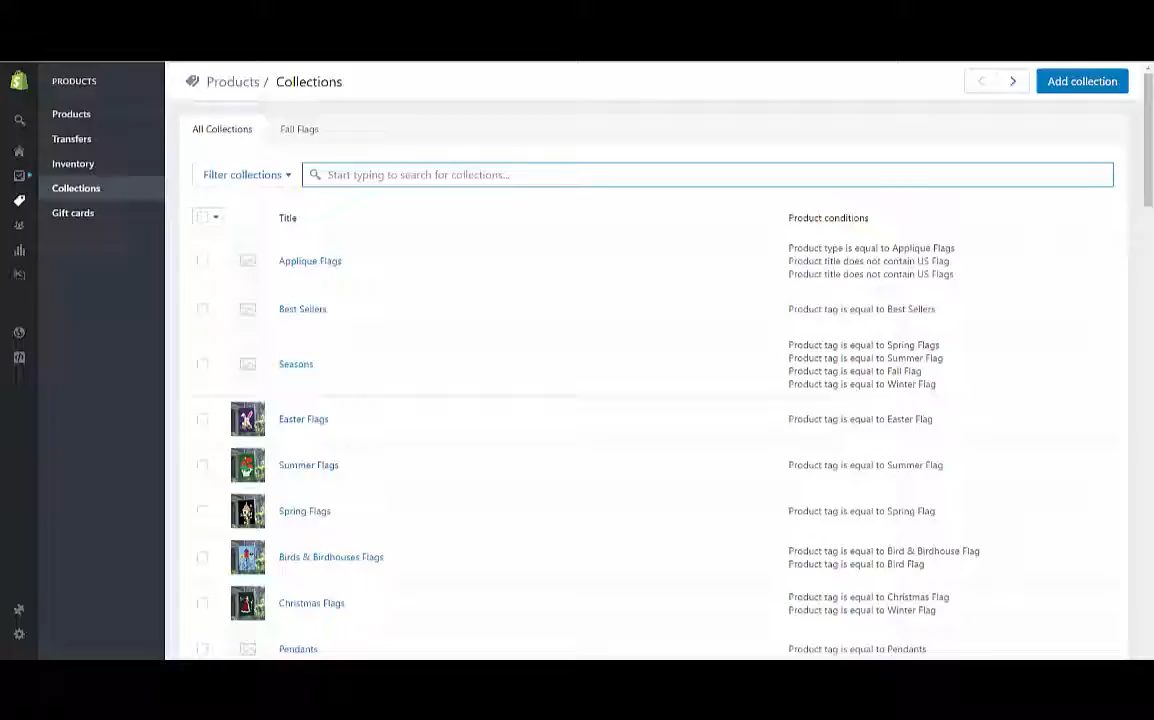 PRODUCTS
Products
Transfers
Inventory
Collections
Gift cards
Products / Collections
Add collection
All Collections
Fall Flags
Filter collections
Start typing to search for collections...
Title
Product conditions
Applique Flags
Product type is equal to Applique Flags
Product title does not contain US Flag
Product title does not contain US Flags
Best Sellers
Product tag is equal to Best Sellers
Seasons
Product tag is equal to Spring Flags
Product tag is equal to Summer Flag
Product tag is equal to Fall Flag
Product tag is equal to Winter Flag
Easter Flags
Product tag is equal to Easter Flag
Summer Flags
Product tag is equal to Summer Flag
Spring Flags
Product tag is equal to Spring Flag
Birds & Birdhouses Flags
Product tag is equal to Bird & Birdhouse Flag
Product tag is equal to Bird Flag
Christmas Flags
Product tag is equal to Christmas Flag
Product tag is equal to Winter Flag
Pendants
Product tag is equal to Pendants